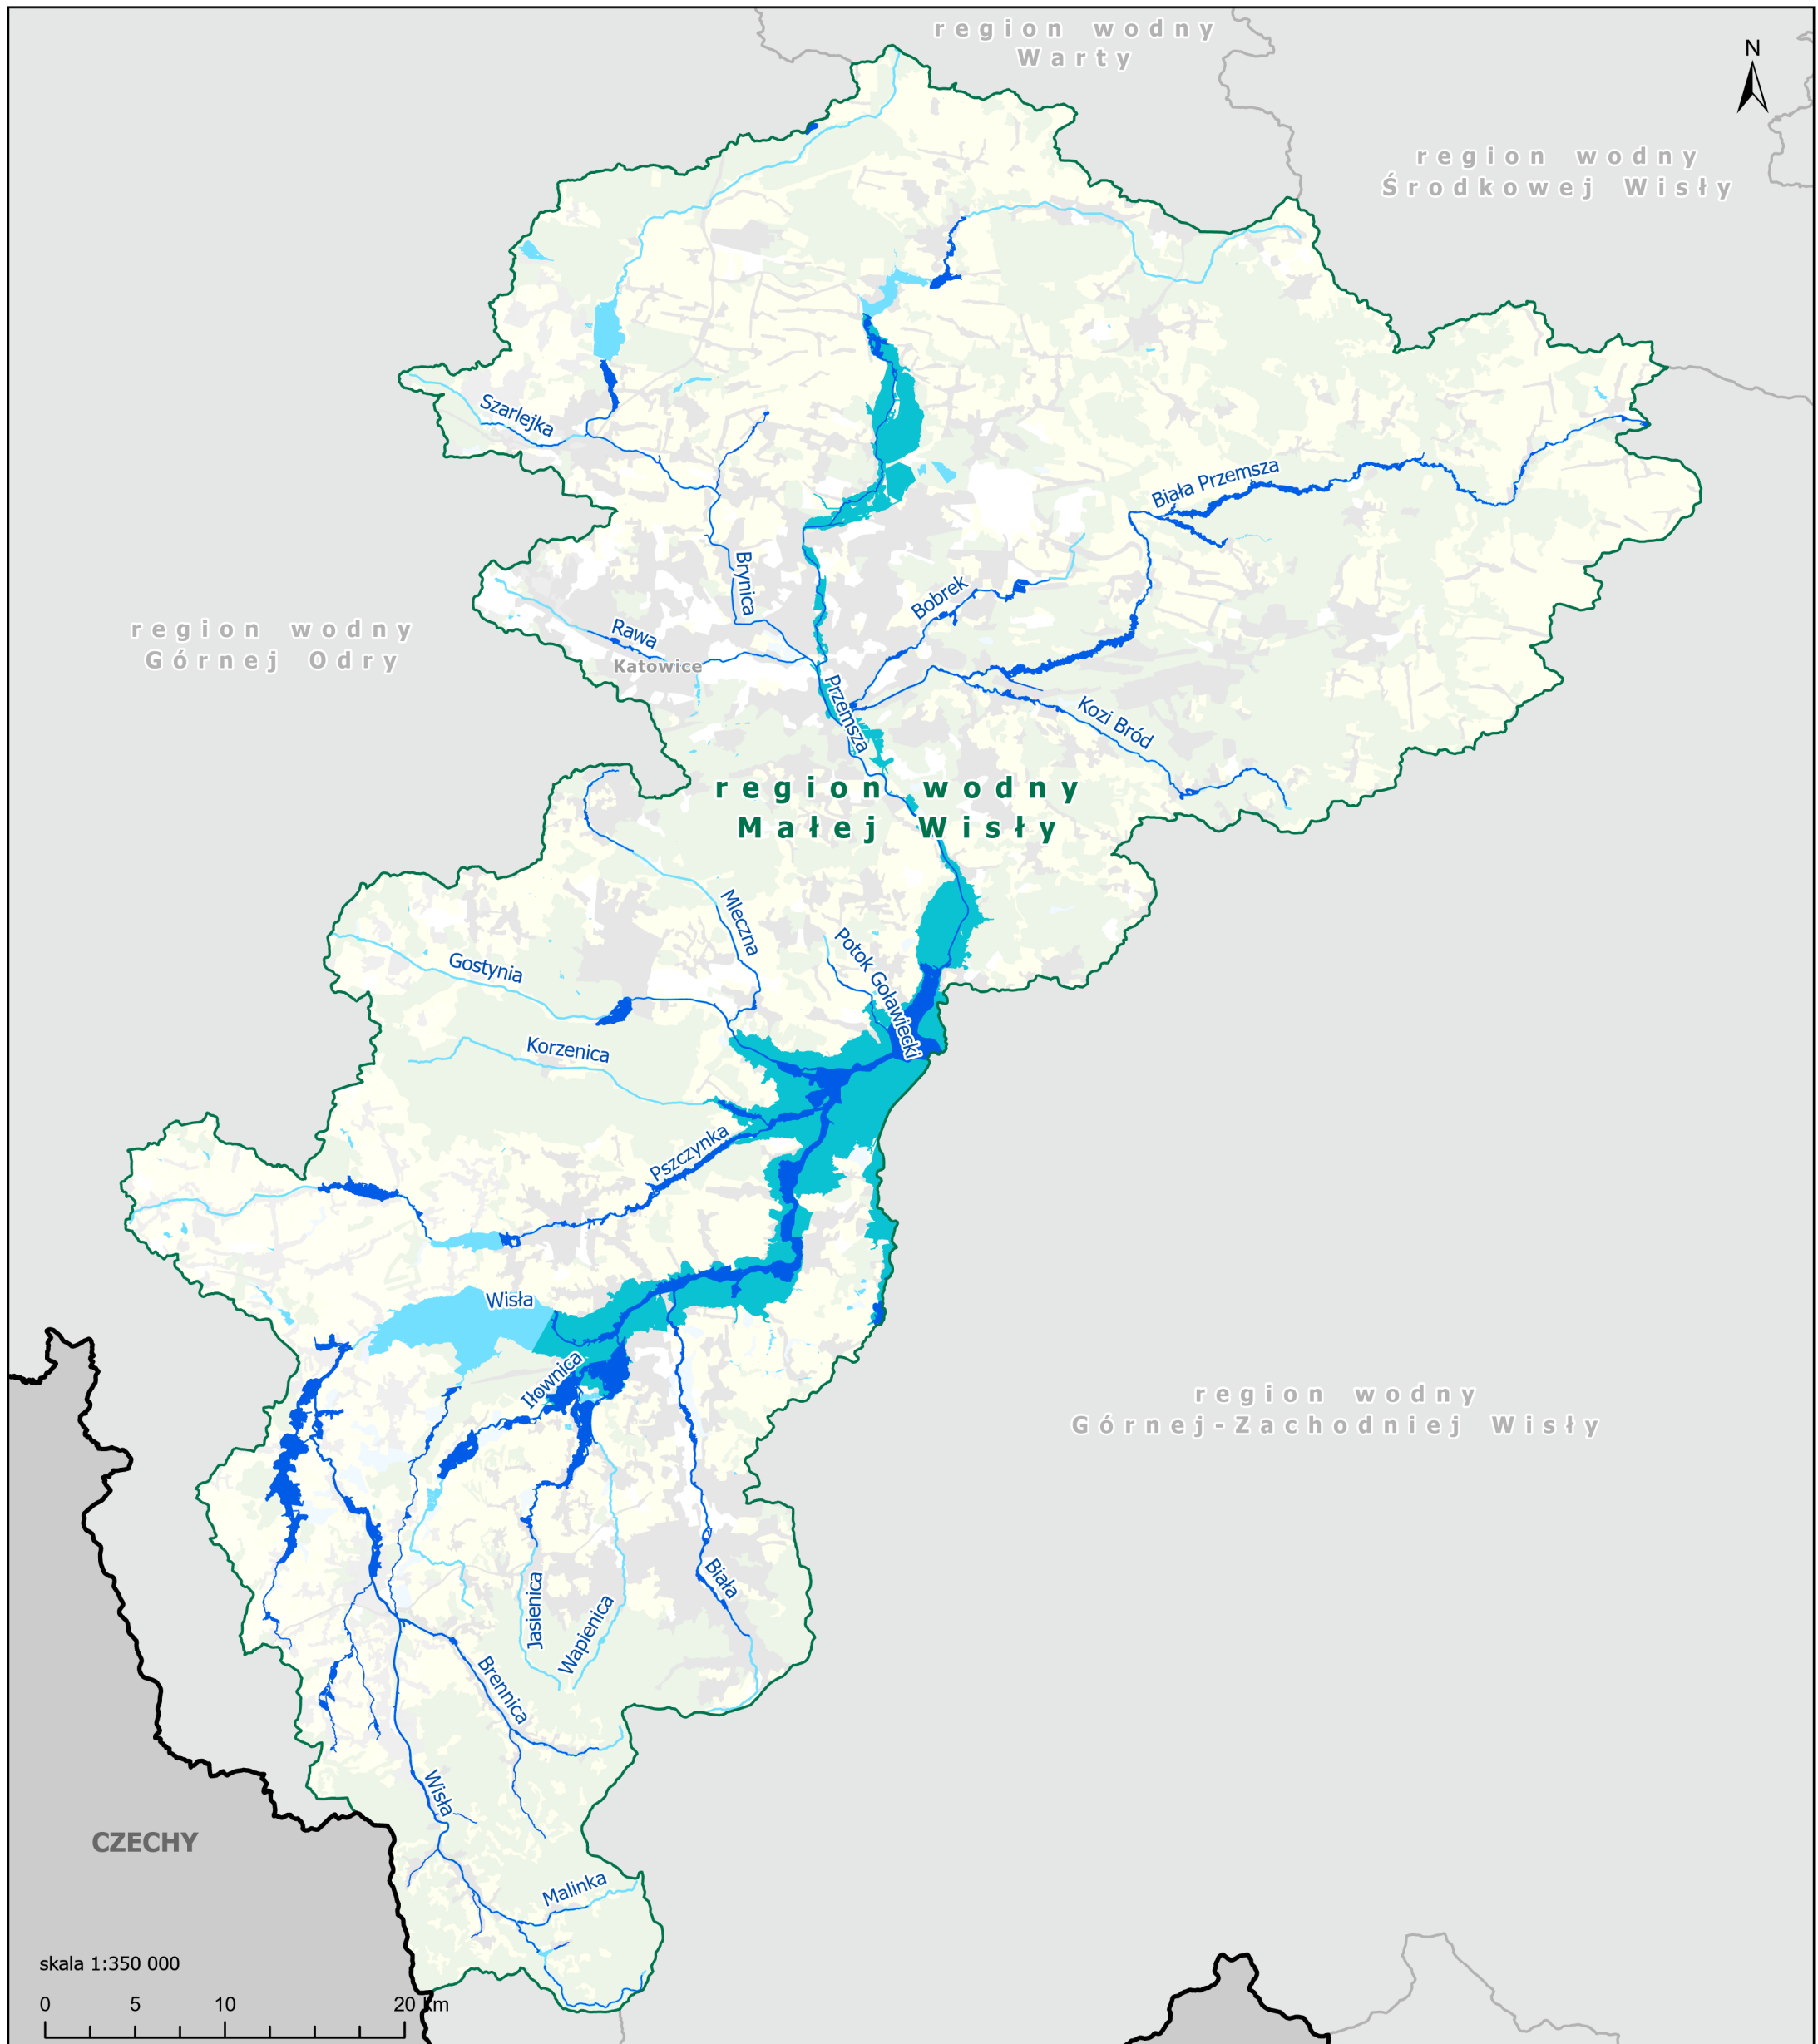 region wodny
Warty
N
region wodny
Środkowej Wisły
Szarlejka
Biała Przemsza
Brynica
Bobrek
region wodny
Górnej Odry
Rawa
Katowice
Przemsza
Kozi Bród
region wodny
Małej Wisły
Mleczna
Potok Goławiecki
Gostynia
Korzenica
Pszczynka
Wisła
Iłownica
region wodny
Górnej-Zachodniej Wisły
Jasienica
Wapienica
Biała
Brennica
Wisła
CZECHY
Malinka
skala 1:350 000
0 5 10 20 km